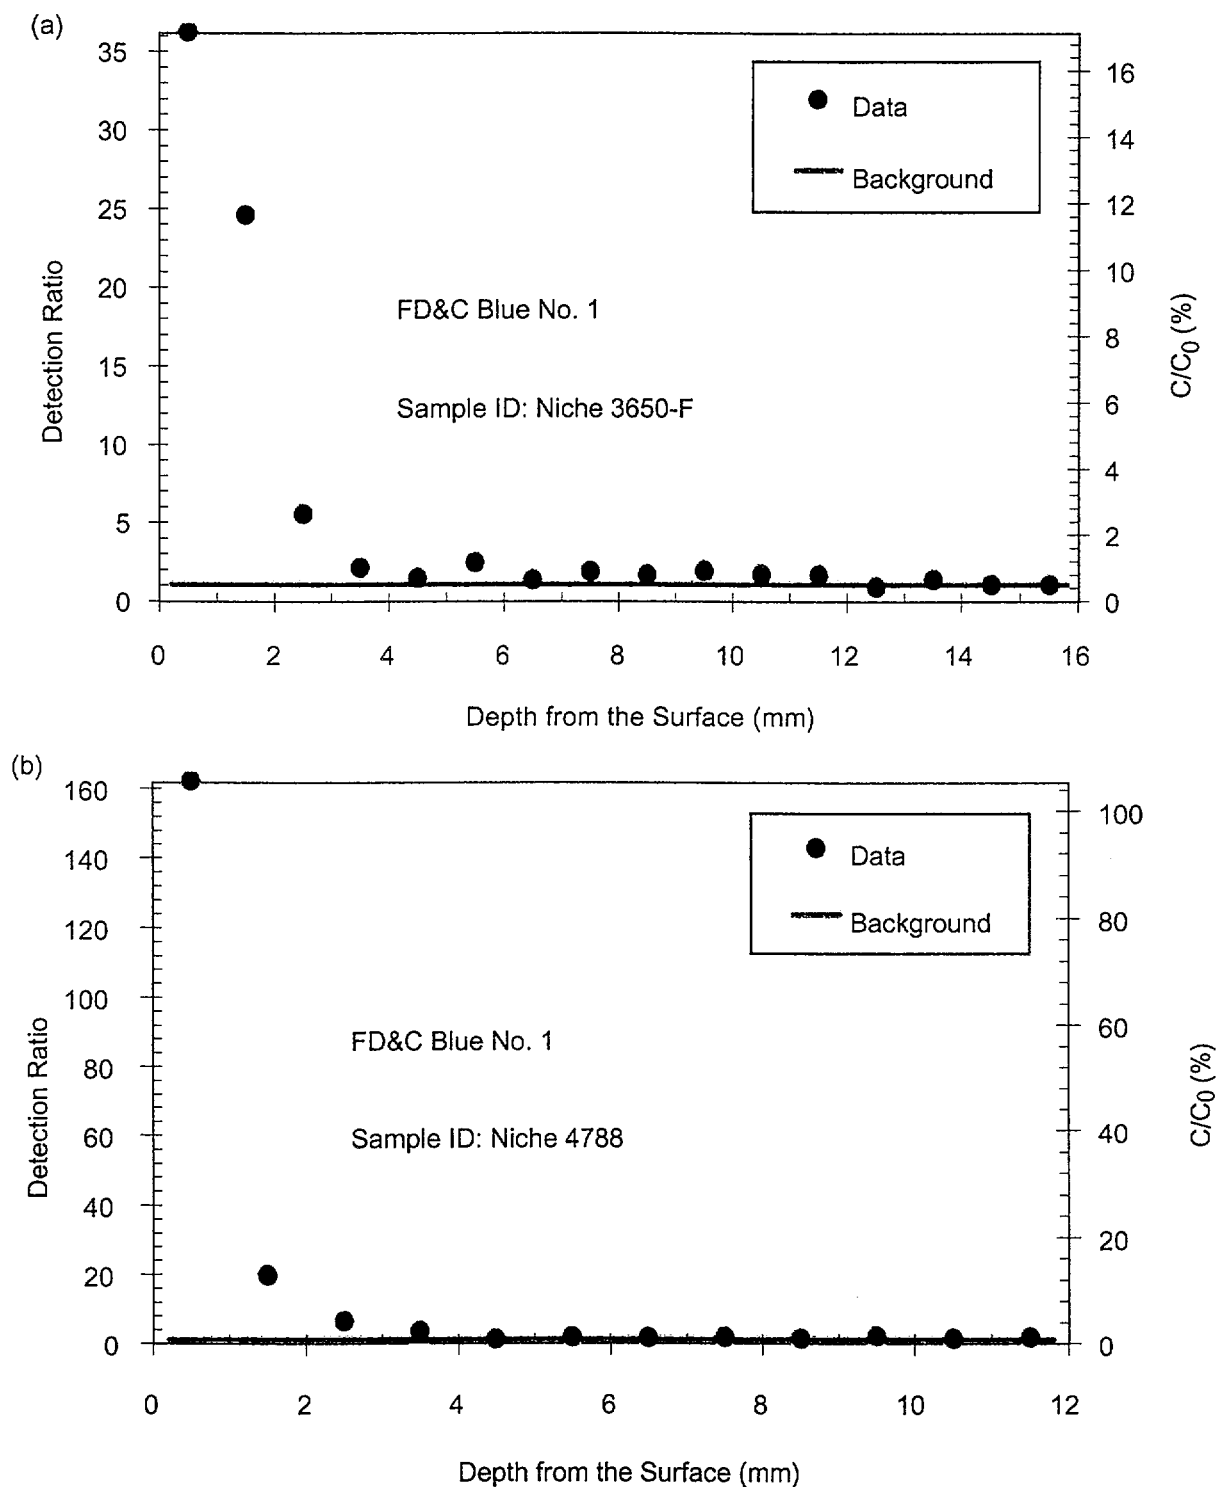 (a)
35
30
25
20
15
10
5
0
Detection Ratio
Data
Background
FD&C Blue No. 1
Sample ID: Niche 3650-F
16
14
12
10
8
6
4
2
0
C/C0 (%)
0 2 4 6 8 10 12 14 16
Depth from the Surface (mm)
(b)
160
140
120
100
80
60
40
20
0
Detection Ratio
Data
Background
FD&C Blue No. 1
Sample ID: Niche 4788
100
80
60
40
20
0
C/C0 (%)
0 2 4 6 8 10 12
Depth from the Surface (mm)